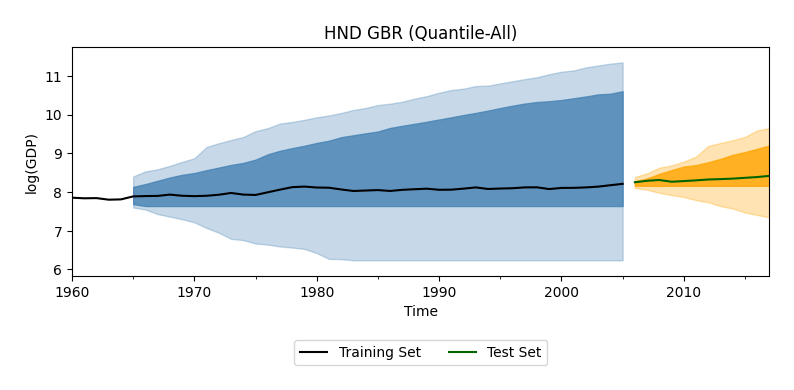 HND GBR (Quantile-All)
log(GDP)
11
10
9
8
7
6
1960
1970
1980
1990
2000
2010
Time
Training Set
Test Set